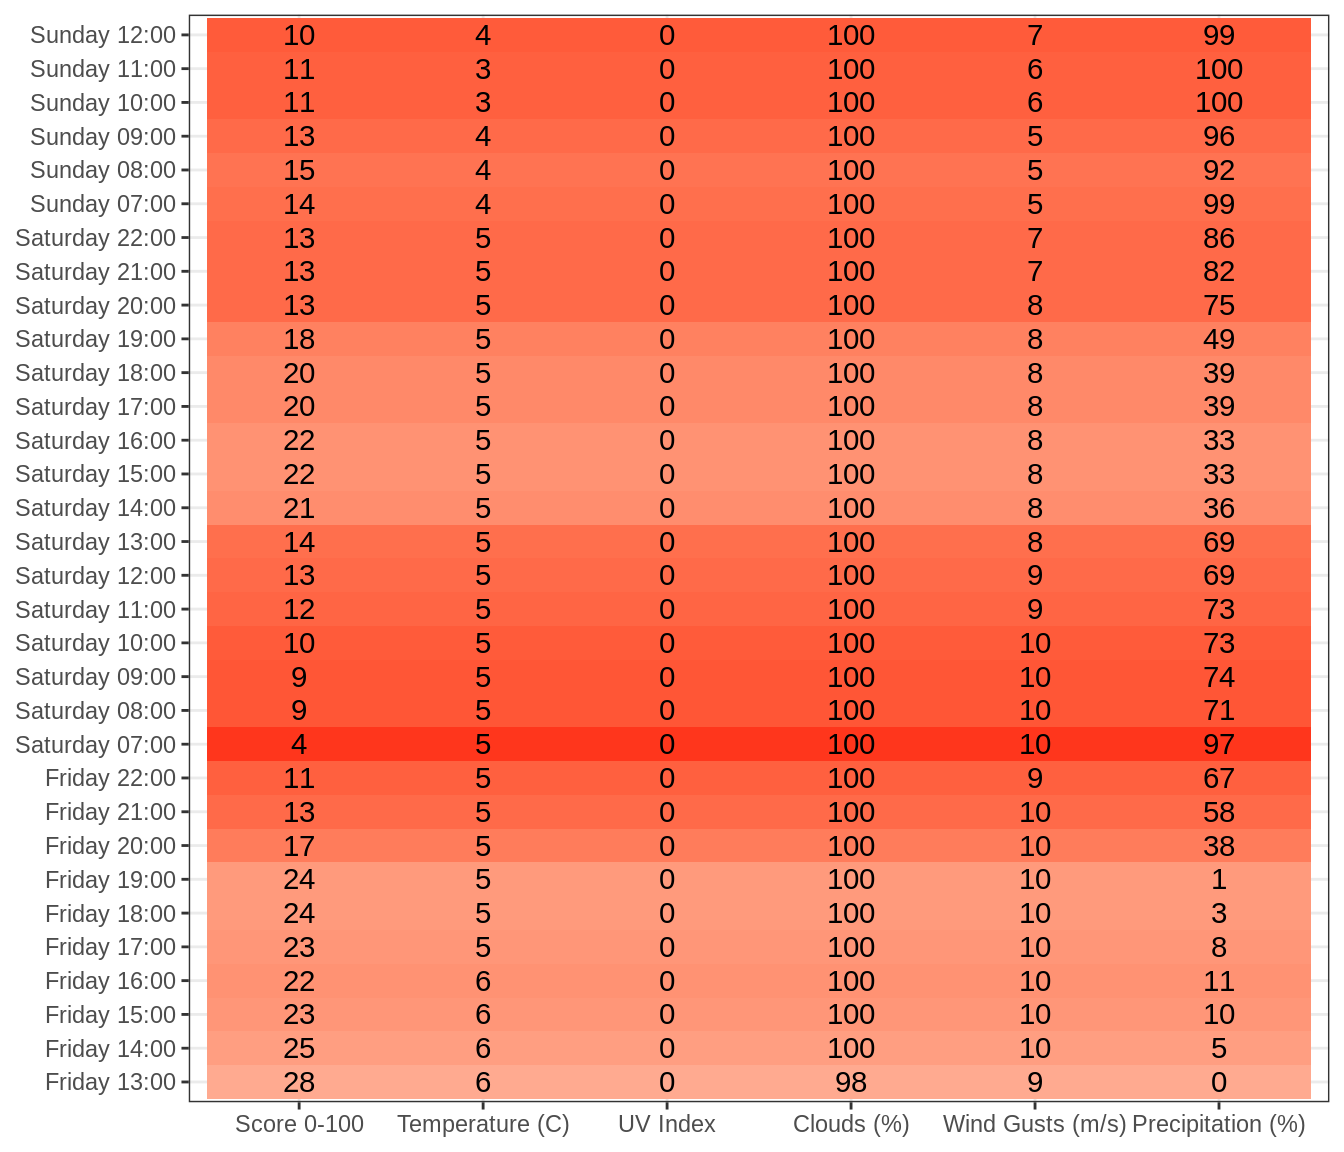 Sunday 12:00 10 4 0 100 7 99
Sunday 11:00 11 3 0 100 6 100
Sunday 10:00 11 3 0 100 6 100
Sunday 09:00 13 4 0 100 5 96
Sunday 08:00 15 4 0 100 5 92
Sunday 07:00 14 4 0 100 5 99
Saturday 22:00 13 5 0 100 7 86
Saturday 21:00 13 5 0 100 7 82
Saturday 20:00 13 5 0 100 8 75
Saturday 19:00 18 5 0 100 8 49
Saturday 18:00 20 5 0 100 8 39
Saturday 17:00 20 5 0 100 8 39
Saturday 16:00 22 5 0 100 8 33
Saturday 15:00 22 5 0 100 8 33
Saturday 14:00 21 5 0 100 8 36
Saturday 13:00 14 5 0 100 8 69
Saturday 12:00 13 5 0 100 9 69
Saturday 11:00 12 5 0 100 9 73
Saturday 10:00 10 5 0 100 10 73
Saturday 09:00 9 5 0 100 10 74
Saturday 08:00 9 5 0 100 10 71
Saturday 07:00 4 5 0 100 10 97
Friday 22:00 11 5 0 100 9 67
Friday 21:00 13 5 0 100 10 58
Friday 20:00 17 5 0 100 10 38
Friday 19:00 24 5 0 100 10 1
Friday 18:00 24 5 0 100 10 3
Friday 17:00 23 5 0 100 10 8
Friday 16:00 22 6 0 100 10 11
Friday 15:00 23 6 0 100 10 10
Friday 14:00 25 6 0 100 10 5
Friday 13:00 28 6 0 98 9 0
Score 0-100 Temperature (C) UV Index Clouds (%) Wind Gusts (m/s) Precipitation (%)